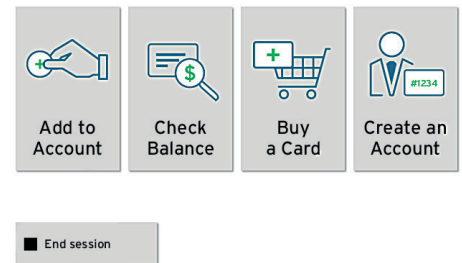 #1234
Add to
Account
Check
Balance
Buy
a Card
Create an
Account
End session